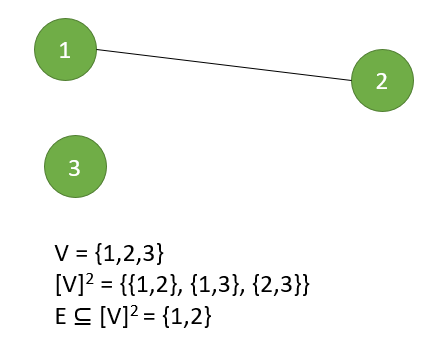 1
2
3
V = {1,2,3}
[V]² = {{1,2}, {1,3}, {2,3}}
E ⊆ [V]² = {1,2}